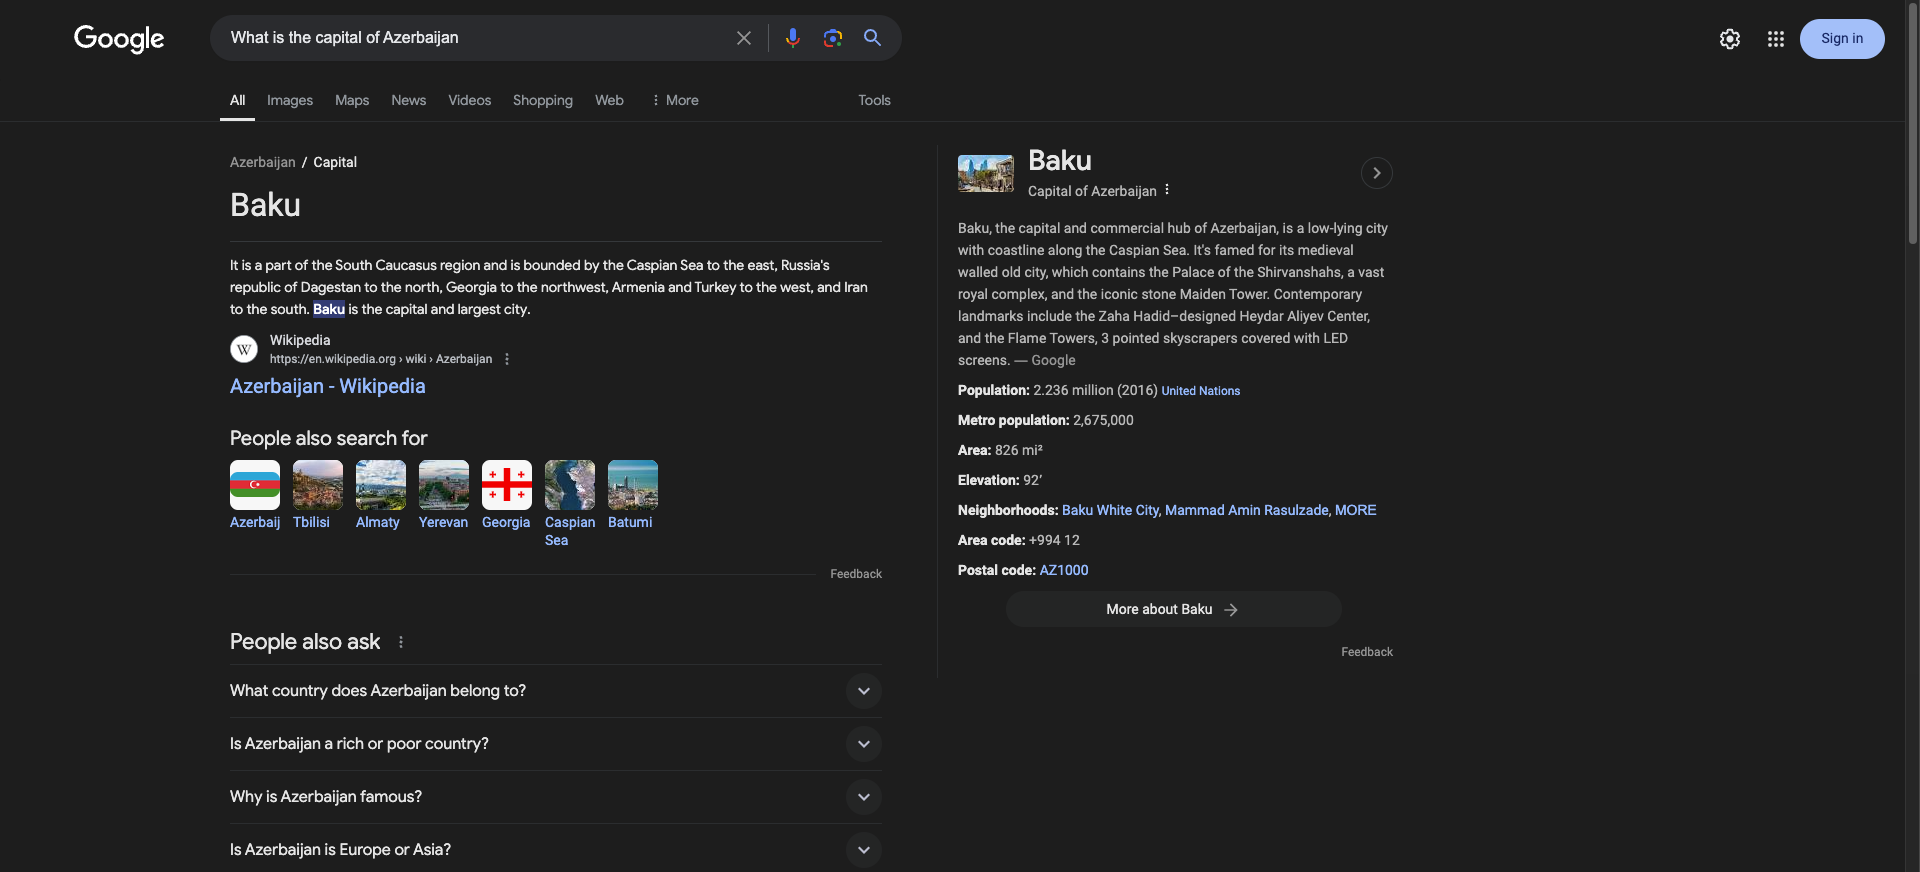 Google
What is the capital of Azerbaijan
Sign in
All Images Maps News Videos Shopping Web More Tools
Azerbaijan / Capital
Baku
It is a part of the South Caucasus region and is bounded by the Caspian Sea to the east, Russia's
republic of Dagestan to the north, Georgia to the northwest, Armenia and Turkey to the west, and Iran
to the south. Baku is the capital and largest city.
W
Wikipedia
https://en.wikipedia.org › wiki › Azerbaijan
Azerbaijan - Wikipedia
People also search for
Azerbaij
Tbilisi
Almaty
Yerevan
Georgia
Caspian
Sea
Batumi
Feedback
People also ask
What country does Azerbaijan belong to?
Is Azerbaijan a rich or poor country?
Why is Azerbaijan famous?
Is Azerbaijan is Europe or Asia?
Baku
Capital of Azerbaijan
Baku, the capital and commercial hub of Azerbaijan, is a low-lying city
with coastline along the Caspian Sea. It's famed for its medieval
walled old city, which contains the Palace of the Shirvanshahs, a vast
royal complex, and the iconic stone Maiden Tower. Contemporary
landmarks include the Zaha Hadid–designed Heydar Aliyev Center,
and the Flame Towers, 3 pointed skyscrapers covered with LED
screens. — Google
Population: 2.236 million (2016) United Nations
Metro population: 2,675,000
Area: 826 mi²
Elevation: 92′
Neighborhoods: Baku White City, Mammad Amin Rasulzade, MORE
Area code: +994 12
Postal code: AZ1000
More about Baku
Feedback